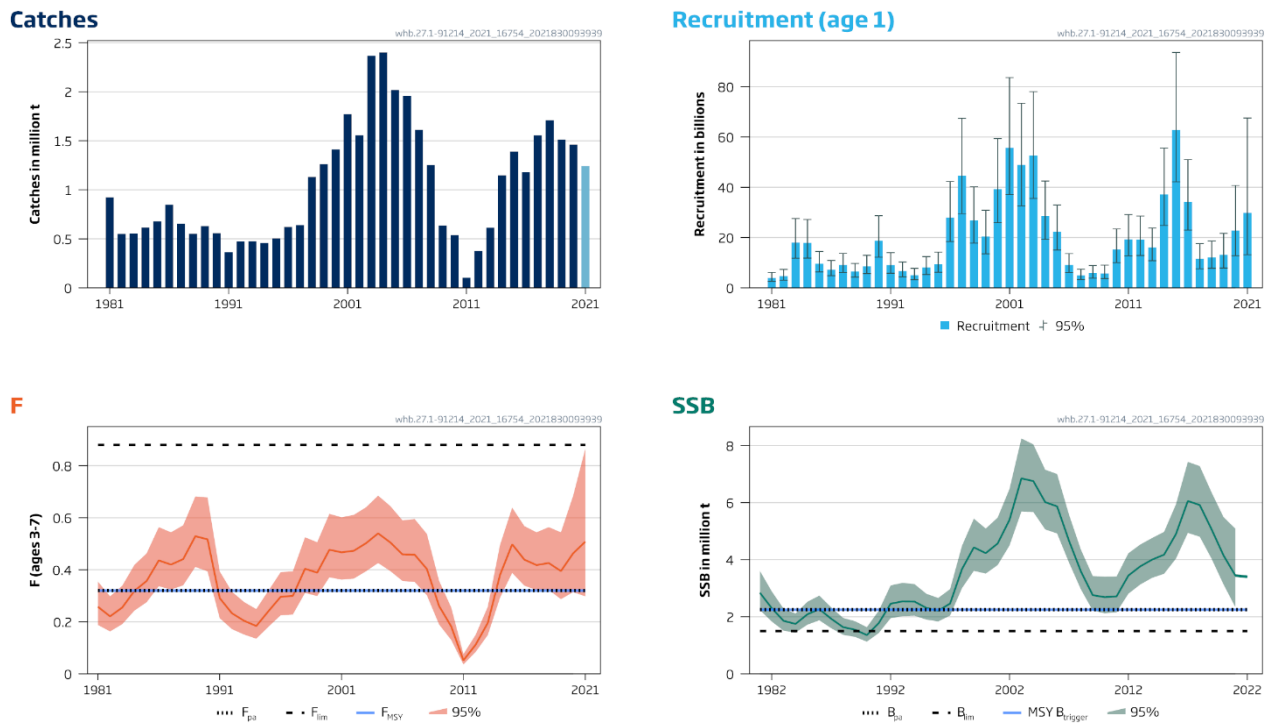 Catches
whb.27.1-91214_2021_16754_2021830093939
Catches in million t
2.5
2
1.5
1
0.5
0
1981
1991
2001
2011
2021
Recruitment (age 1)
whb.27.1-91214_2021_16754_2021830093939
Recruitment in billions
80
60
40
20
0
1981
1991
2001
2011
2021
Recruitment
95%
F
whb.27.1-91214_2021_16754_2021830093939
F (ages 3-7)
0.8
0.6
0.4
0.2
0
1981
1991
2001
2011
2021
Fpa
Flim
FMSY
95%
SSB
whb.27.1-91214_2021_16754_2021830093939
SSB in million t
8
6
4
2
0
1982
1992
2002
2012
2022
Bpa
Blim
MSY Btrigger
95%